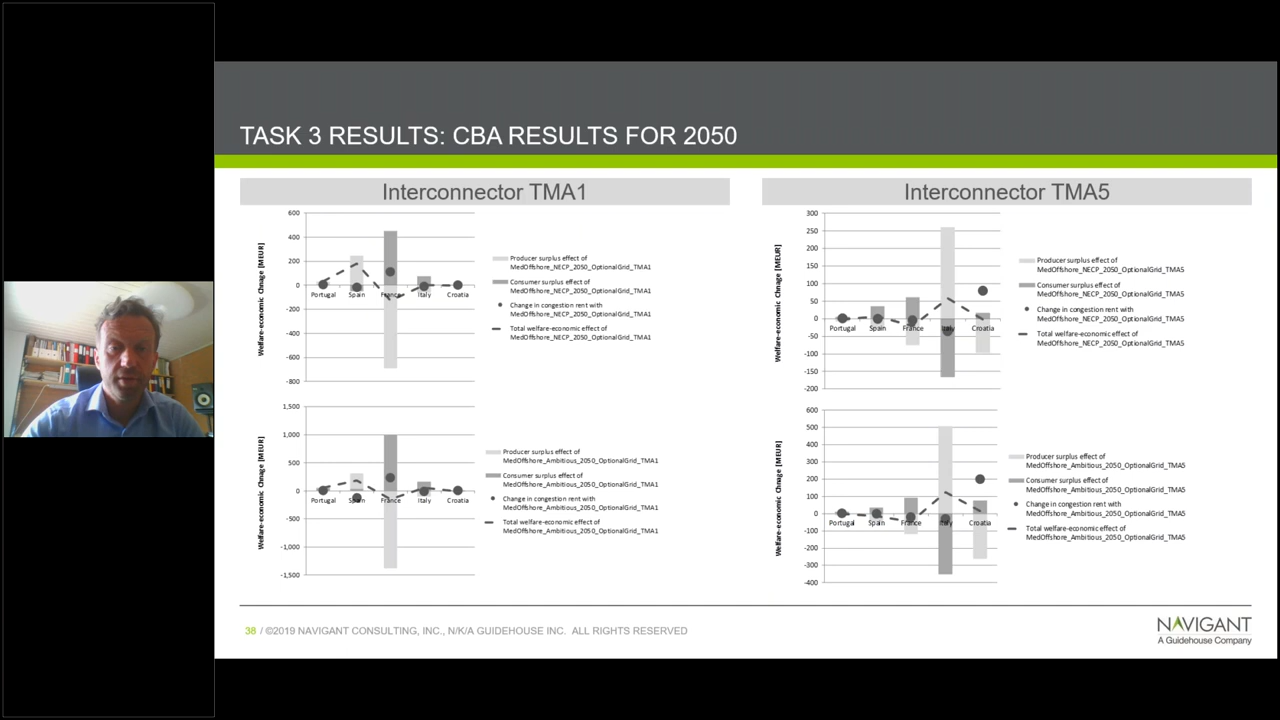 TASK 3 RESULTS: CBA RESULTS FOR 2050
Interconnector TMA1
Welfare-economic Chnage [MEUR]
600
400
200
0
-200
-400
-600
-800
Portugal
Spain
France
Italy
Croatia
Producer surplus effect of
MedOffshore_NECP_2050_OptionalGrid_TMA1
Consumer surplus effect of
MedOffshore_NECP_2050_OptionalGrid_TMA1
Change in congestion rent with
MedOffshore_NECP_2050_OptionalGrid_TMA1
Total welfare-economic effect of
MedOffshore_NECP_2050_OptionalGrid_TMA1
Welfare-economic Chnage [MEUR]
1,500
1,000
500
0
-500
-1,000
-1,500
Portugal
Spain
France
Italy
Croatia
Producer surplus effect of
MedOffshore_Ambitious_2050_OptionalGrid_TMA1
Consumer surplus effect of
MedOffshore_Ambitious_2050_OptionalGrid_TMA1
Change in congestion rent with
MedOffshore_Ambitious_2050_OptionalGrid_TMA1
Total welfare-economic effect of
MedOffshore_Ambitious_2050_OptionalGrid_TMA1
Interconnector TMA5
Welfare-economic Chnage [MEUR]
300
250
200
150
100
50
0
-50
-100
-150
-200
Portugal
Spain
France
Italy
Croatia
Producer surplus effect of
MedOffshore_NECP_2050_OptionalGrid_TMA5
Consumer surplus effect of
MedOffshore_NECP_2050_OptionalGrid_TMA5
Change in congestion rent with
MedOffshore_NECP_2050_OptionalGrid_TMA5
Total welfare-economic effect of
MedOffshore_NECP_2050_OptionalGrid_TMA5
Welfare-economic Chnage [MEUR]
600
500
400
300
200
100
0
-100
-200
-300
-400
Portugal
Spain
France
Italy
Croatia
Producer surplus effect of
MedOffshore_Ambitious_2050_OptionalGrid_TMA5
Consumer surplus effect of
MedOffshore_Ambitious_2050_OptionalGrid_TMA5
Change in congestion rent with
MedOffshore_Ambitious_2050_OptionalGrid_TMA5
Total welfare-economic effect of
MedOffshore_Ambitious_2050_OptionalGrid_TMA5
38 / ©2019 NAVIGANT CONSULTING, INC., N/K/A GUIDEHOUSE INC. ALL RIGHTS RESERVED
NAVIGANT
A Guidehouse Company